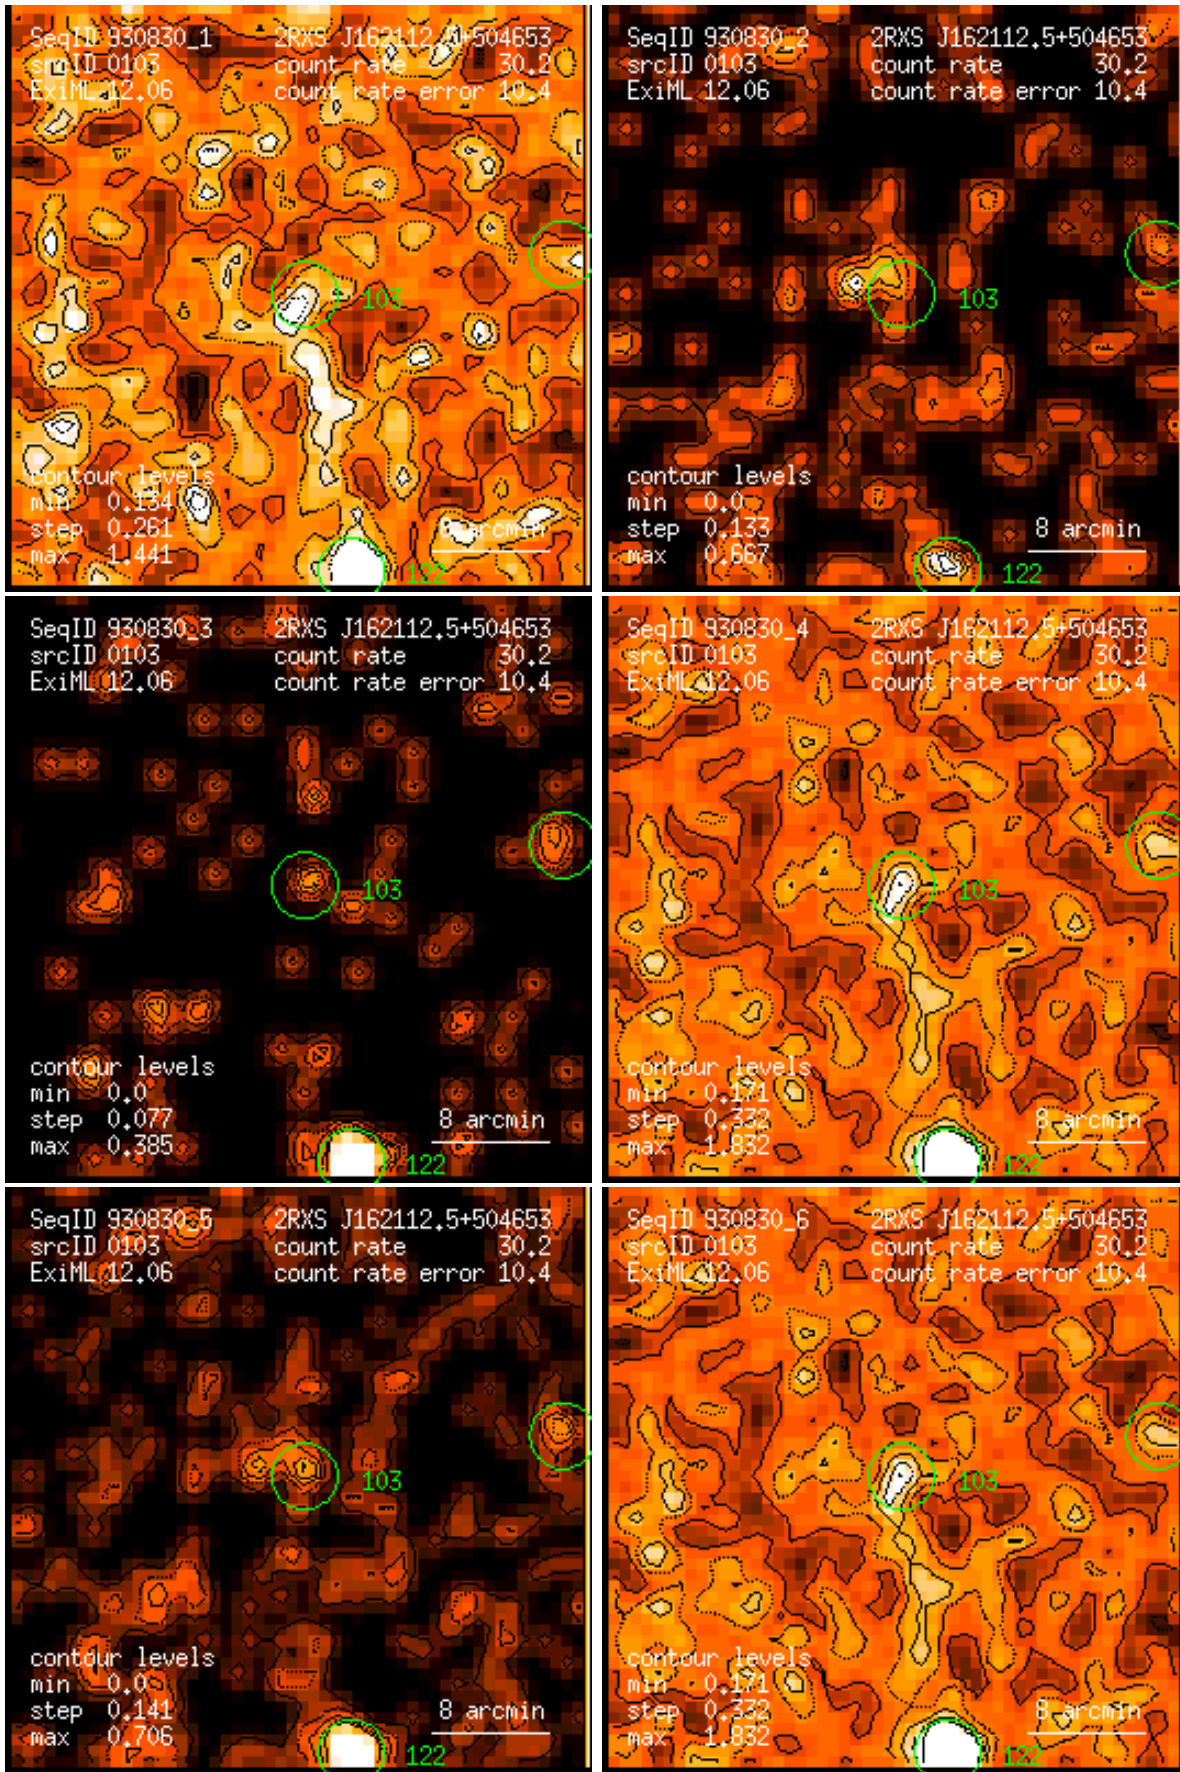 SeqID 930830_1 2RXS J162112.5+504653
srcID 0103 count rate 30.2
ExiML 12.06 count rate error 10.4
103
contour levels
min 0.134
step 0.261 8 arcmin
max 1.441
122
SeqID 930830_2 2RXS J162112.5+504653
srcID 0103 count rate 30.2
ExiML 12.06 count rate error 10.4
103
contour levels
min 0.0
step 0.133 8 arcmin
max 0.667
122
SeqID 930830_3 2RXS J162112.5+504653
srcID 0103 count rate 30.2
ExiML 12.06 count rate error 10.4
103
contour levels
min 0.0
step 0.077 8 arcmin
max 0.385
122
SeqID 930830_4 2RXS J162112.5+504653
srcID 0103 count rate 30.2
ExiML 12.06 count rate error 10.4
103
contour levels
min 0.171
step 0.332 8 arcmin
max 1.832
122
SeqID 930830_5 2RXS J162112.5+504653
srcID 0103 count rate 30.2
ExiML 12.06 count rate error 10.4
103
contour levels
min 0.0
step 0.141 8 arcmin
max 0.706
122
SeqID 930830_6 2RXS J162112.5+504653
srcID 0103 count rate 30.2
ExiML 12.06 count rate error 10.4
103
contour levels
min 0.171
step 0.332 8 arcmin
max 1.832
122